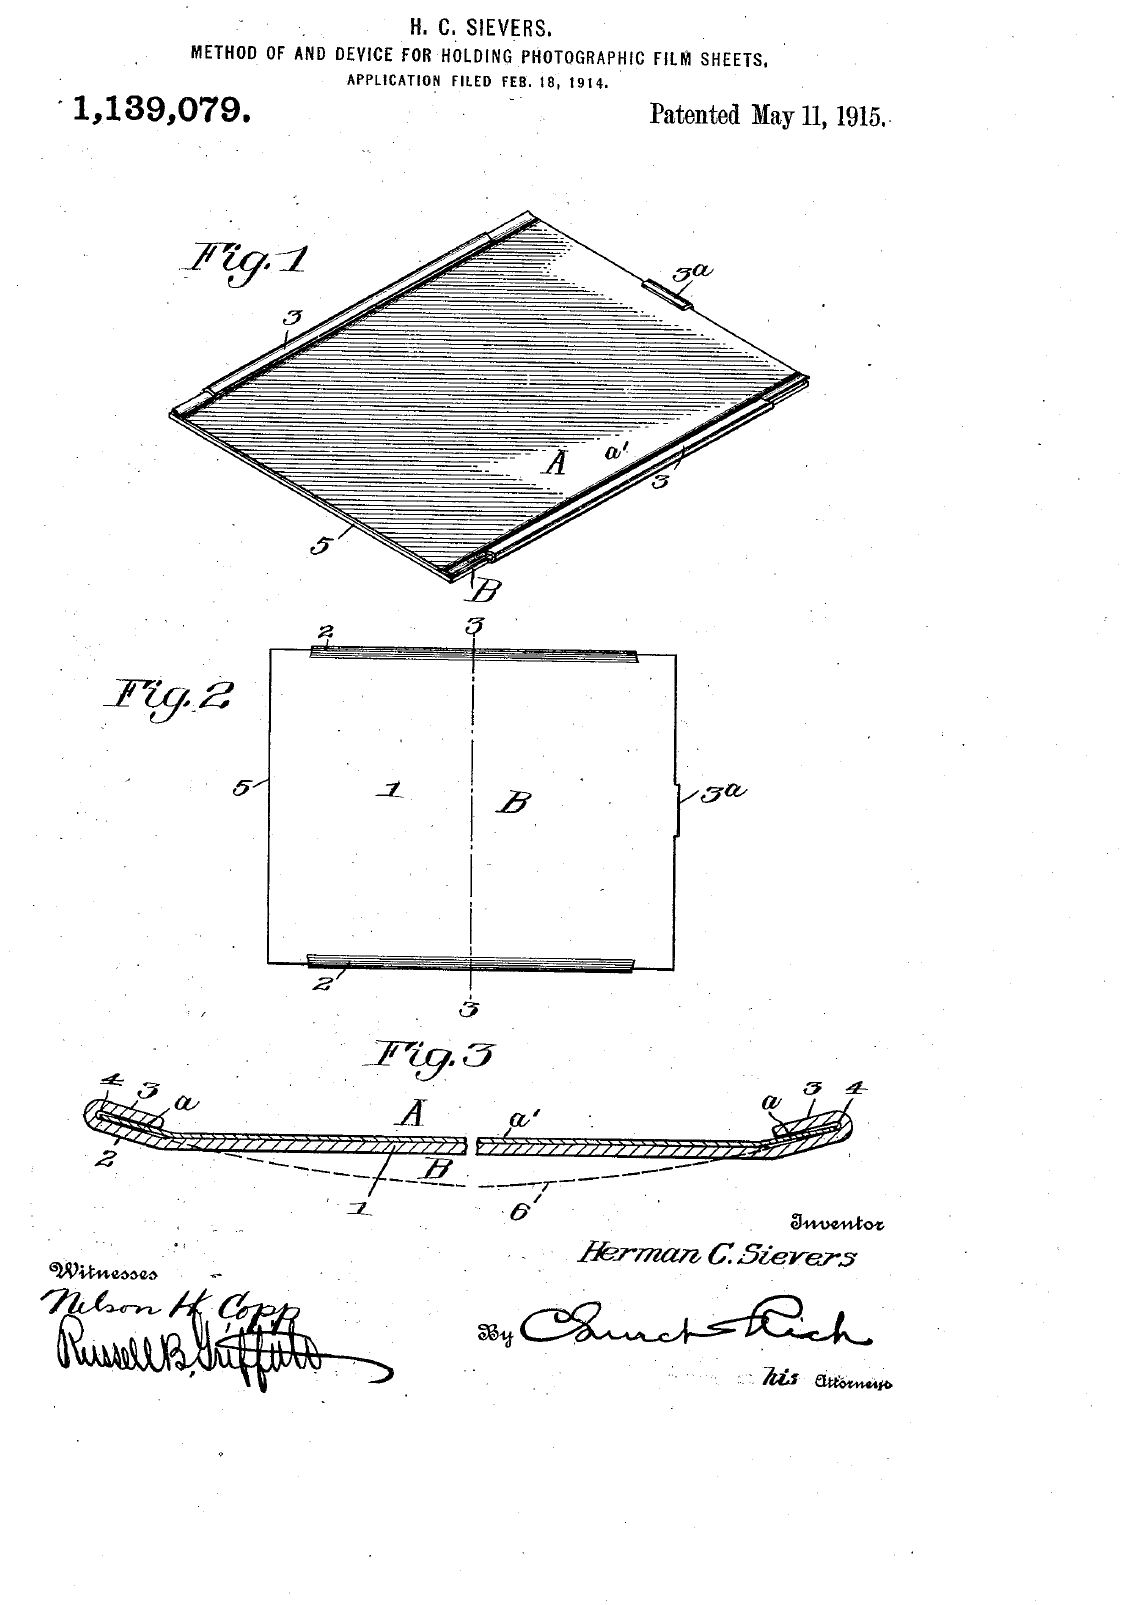 H. C. SIEVERS.
METHOD OF AND DEVICE FOR HOLDING PHOTOGRAPHIC FILM SHEETS.
APPLICATION FILED FEB. 18, 1914.
1,139,079.
Patented May 11, 1915.
Fig. 1
3ª
3
A a'
3
5
B
3
2
Fig. 2
5
1
B
3ª
2
3
Fig. 3
4 3 a A a' a 3 4
2 B
1 6
Inventor
Herman C. Sievers
Witnesses
Nelson H. Copp
Russell B. Griffith
By Church & Rich
his Attorneys